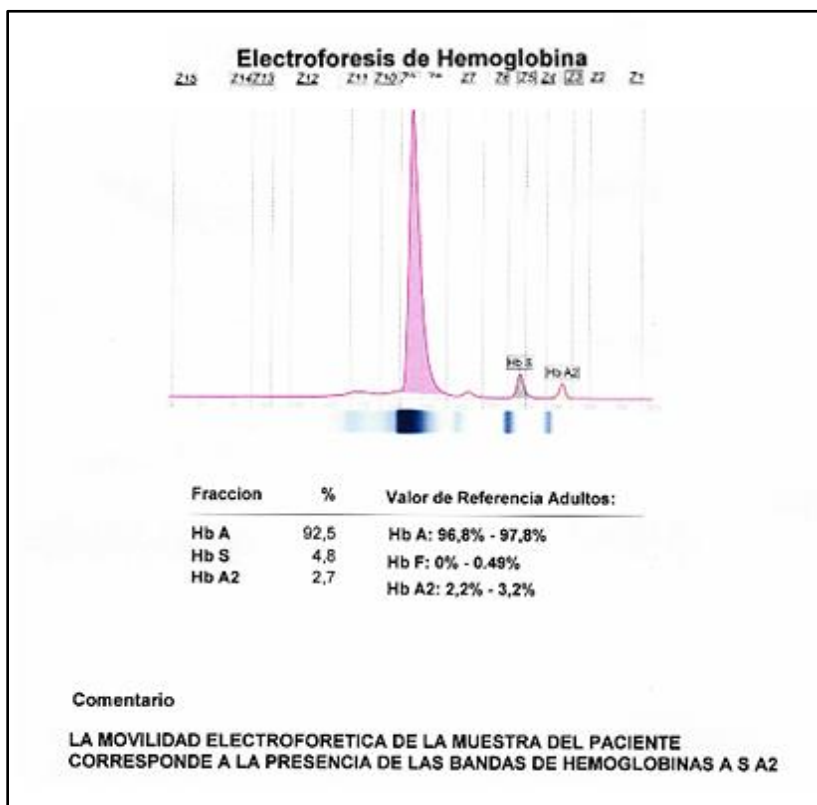 Electroforesis de Hemoglobina
Z15 Z14 Z13 Z12 Z11 Z10 Z7 Z6 Z5 Z4 Z3 Z2 Z1
Hb S
Hb A2
Fraccion % Valor de Referencia Adultos:
Hb A 92,5 Hb A: 96,8% - 97,8%
Hb S 4,8 Hb F: 0% - 0.49%
Hb A2 2,7 Hb A2: 2,2% - 3,2%
Comentario
LA MOVILIDAD ELECTROFORETICA DE LA MUESTRA DEL PACIENTE
CORRESPONDE A LA PRESENCIA DE LAS BANDAS DE HEMOGLOBINAS A S A2